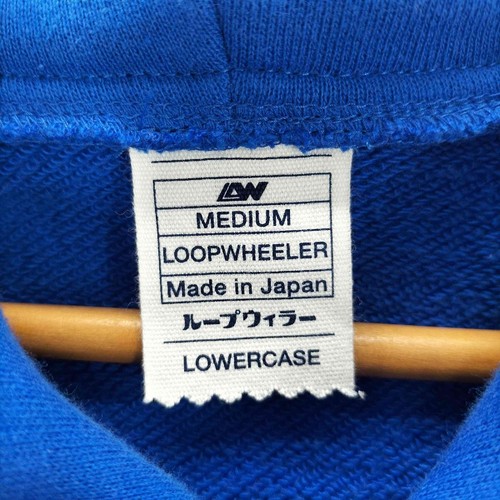 LW
MEDIUM
LOOPWHEELER
Made in Japan
ループウィラー
LOWERCASE